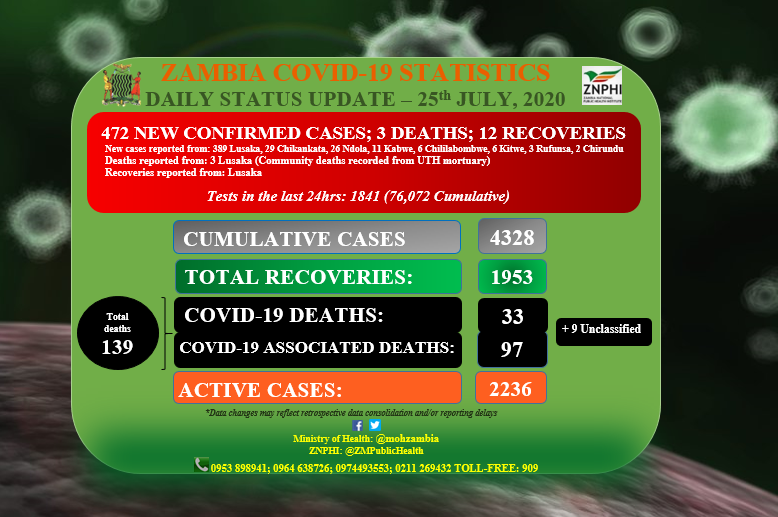 ZAMBIA COVID-19 STATISTICS
DAILY STATUS UPDATE – 25th JULY, 2020
ZNPHI
ZAMBIA NATIONAL
PUBLIC HEALTH INSTITUTE
472 NEW CONFIRMED CASES; 3 DEATHS; 12 RECOVERIES
New cases reported from: 389 Lusaka, 29 Chikankata, 26 Ndola, 11 Kabwe, 6 Chililabombwe, 6 Kitwe, 3 Rufunsa, 2 Chirundu
Deaths reported from: 3 Lusaka (Community deaths recorded from UTH mortuary)
Recoveries reported from: Lusaka
Tests in the last 24hrs: 1841 (76,072 Cumulative)
CUMULATIVE CASES 4328
TOTAL RECOVERIES: 1953
Total
deaths
139
COVID-19 DEATHS: 33
COVID-19 ASSOCIATED DEATHS: 97
+ 9 Unclassified
ACTIVE CASES: 2236
*Data changes may reflect retrospective data consolidation and/or reporting delays
Ministry of Health: @mohzambia
ZNPHI: @ZMPublicHealth
0953 898941; 0964 638726; 0974493553; 0211 269432 TOLL-FREE: 909